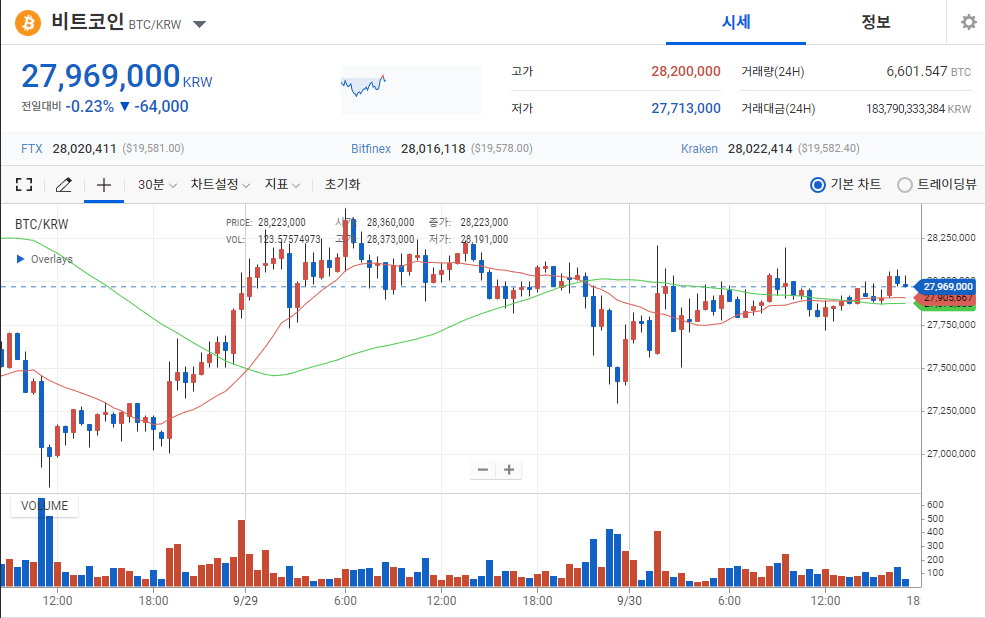 비트코인 BTC/KRW
시세
정보
27,969,000 KRW
전일대비 -0.23% ▼ -64,000
고가 28,200,000
저가 27,713,000
거래량(24H) 6,601.547 BTC
거래대금(24H) 183,790,333,384 KRW
FTX 28,020,411 ($19,581.00)
Bitfinex 28,016,118 ($19,578.00)
Kraken 28,022,414 ($19,582.40)
30분
차트설정
지표
초기화
기본 차트
트레이딩뷰
BTC/KRW
PRICE: 28,223,000 28,360,000 종가: 28,223,000
VOL: 123.57574973 28,373,000 저가: 28,191,000
Overlays
28,250,000
27,969,000
27,905,667
27,750,000
27,500,000
27,250,000
27,000,000
VOLUME
600
500
400
300
200
100
12:00 18:00 9/29 6:00 12:00 18:00 9/30 6:00 12:00 18